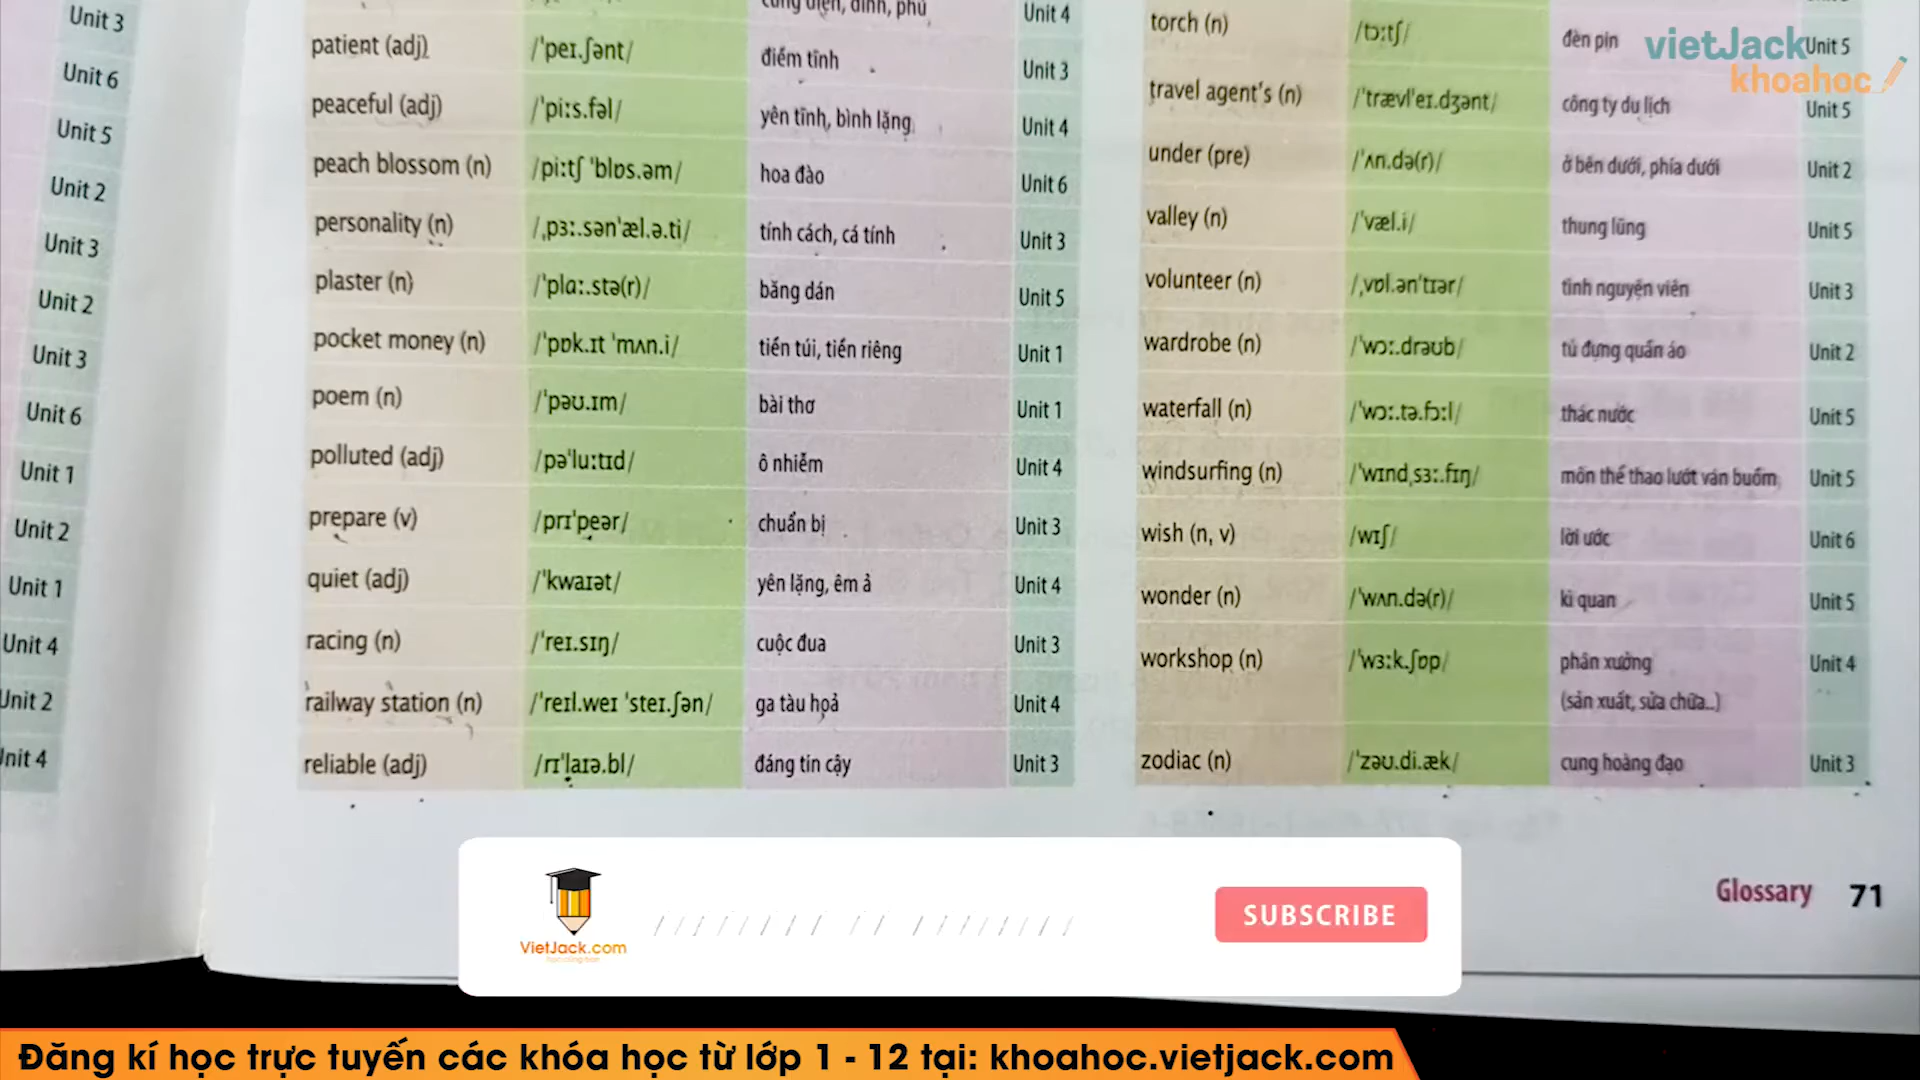 Unit 3
Unit 6
Unit 5
Unit 2
Unit 3
Unit 2
Unit 3
Unit 6
Unit 1
Unit 2
Unit 1
Unit 4
Unit 2
Unit 4
cung điện, đình, phủ Unit 4
patient (adj) /ˈpeɪ.ʃənt/ điềm tĩnh Unit 3
peaceful (adj) /ˈpiːs.fəl/ yên tĩnh, bình lặng Unit 4
peach blossom (n) /piːtʃ ˈblɒs.əm/ hoa đào Unit 6
personality (n) /ˌpɜː.sənˈæl.ə.ti/ tính cách, cá tính Unit 3
plaster (n) /ˈplɑː.stə(r)/ băng dán Unit 5
pocket money (n) /ˈpɒk.ɪt ˈmʌn.i/ tiền túi, tiền riêng Unit 1
poem (n) /ˈpəʊ.ɪm/ bài thơ Unit 1
polluted (adj) /pəˈluːtɪd/ ô nhiễm Unit 4
prepare (v) /prɪˈpeər/ chuẩn bị Unit 3
quiet (adj) /ˈkwaɪət/ yên lặng, êm ả Unit 4
racing (n) /ˈreɪ.sɪŋ/ cuộc đua Unit 3
railway station (n) /ˈreɪl.weɪ ˈsteɪ.ʃən/ ga tàu hoả Unit 4
reliable (adj) /rɪˈlaɪə.bl/ đáng tin cậy Unit 3
torch (n) /tɔːtʃ/ đèn pin Unit 5
travel agent's (n) /ˈtrævlˈeɪ.dʒənt/ công ty du lịch Unit 5
under (pre) /ˈʌn.də(r)/ ở bên dưới, phía dưới Unit 2
valley (n) /ˈvæl.i/ thung lũng Unit 5
volunteer (n) /ˌvɒl.ənˈtɪər/ tình nguyện viên Unit 3
wardrobe (n) /ˈwɔː.drəʊb/ tủ đựng quần áo Unit 2
waterfall (n) /ˈwɔː.tə.fɔːl/ thác nước Unit 5
windsurfing (n) /ˈwɪndˌsɜː.fɪŋ/ môn thể thao lướt ván buồm Unit 5
wish (n, v) /wɪʃ/ lời ước Unit 6
wonder (n) /ˈwʌn.də(r)/ kì quan Unit 5
workshop (n) /ˈwɜːk.ʃɒp/ phân xưởng Unit 4
(sản xuất, sửa chữa...)
zodiac (n) /ˈzəʊ.di.æk/ cung hoàng đạo Unit 3
Glossary 71
vietJack
khoahoc
VietJack.com
SUBSCRIBE
Đăng kí học trực tuyến các khóa học từ lớp 1 - 12 tại: khoahoc.vietjack.com